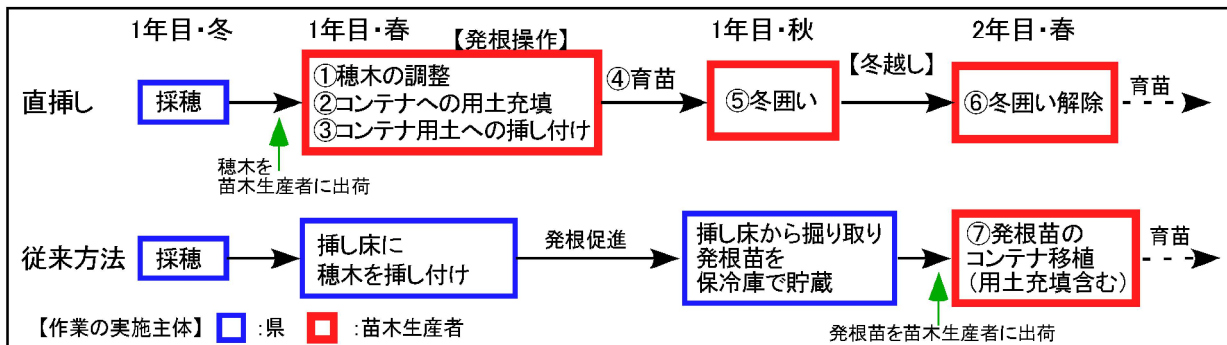 1年目・冬
1年目・春
1年目・秋
2年目・春
【発根操作】
直挿し
採穂
①穂木の調整
②コンテナへの用土充填
③コンテナ用土への挿し付け
④育苗
⑤冬囲い
【冬越し】
⑥冬囲い解除
育苗
穂木を
苗木生産者に出荷
従来方法
採穂
挿し床に
穂木を挿し付け
発根促進
挿し床から掘り取り
発根苗を
保冷庫で貯蔵
⑦発根苗の
コンテナ移植
(用土充填含む)
育苗
発根苗を苗木生産者に出荷
【作業の実施主体】 :県 :苗木生産者